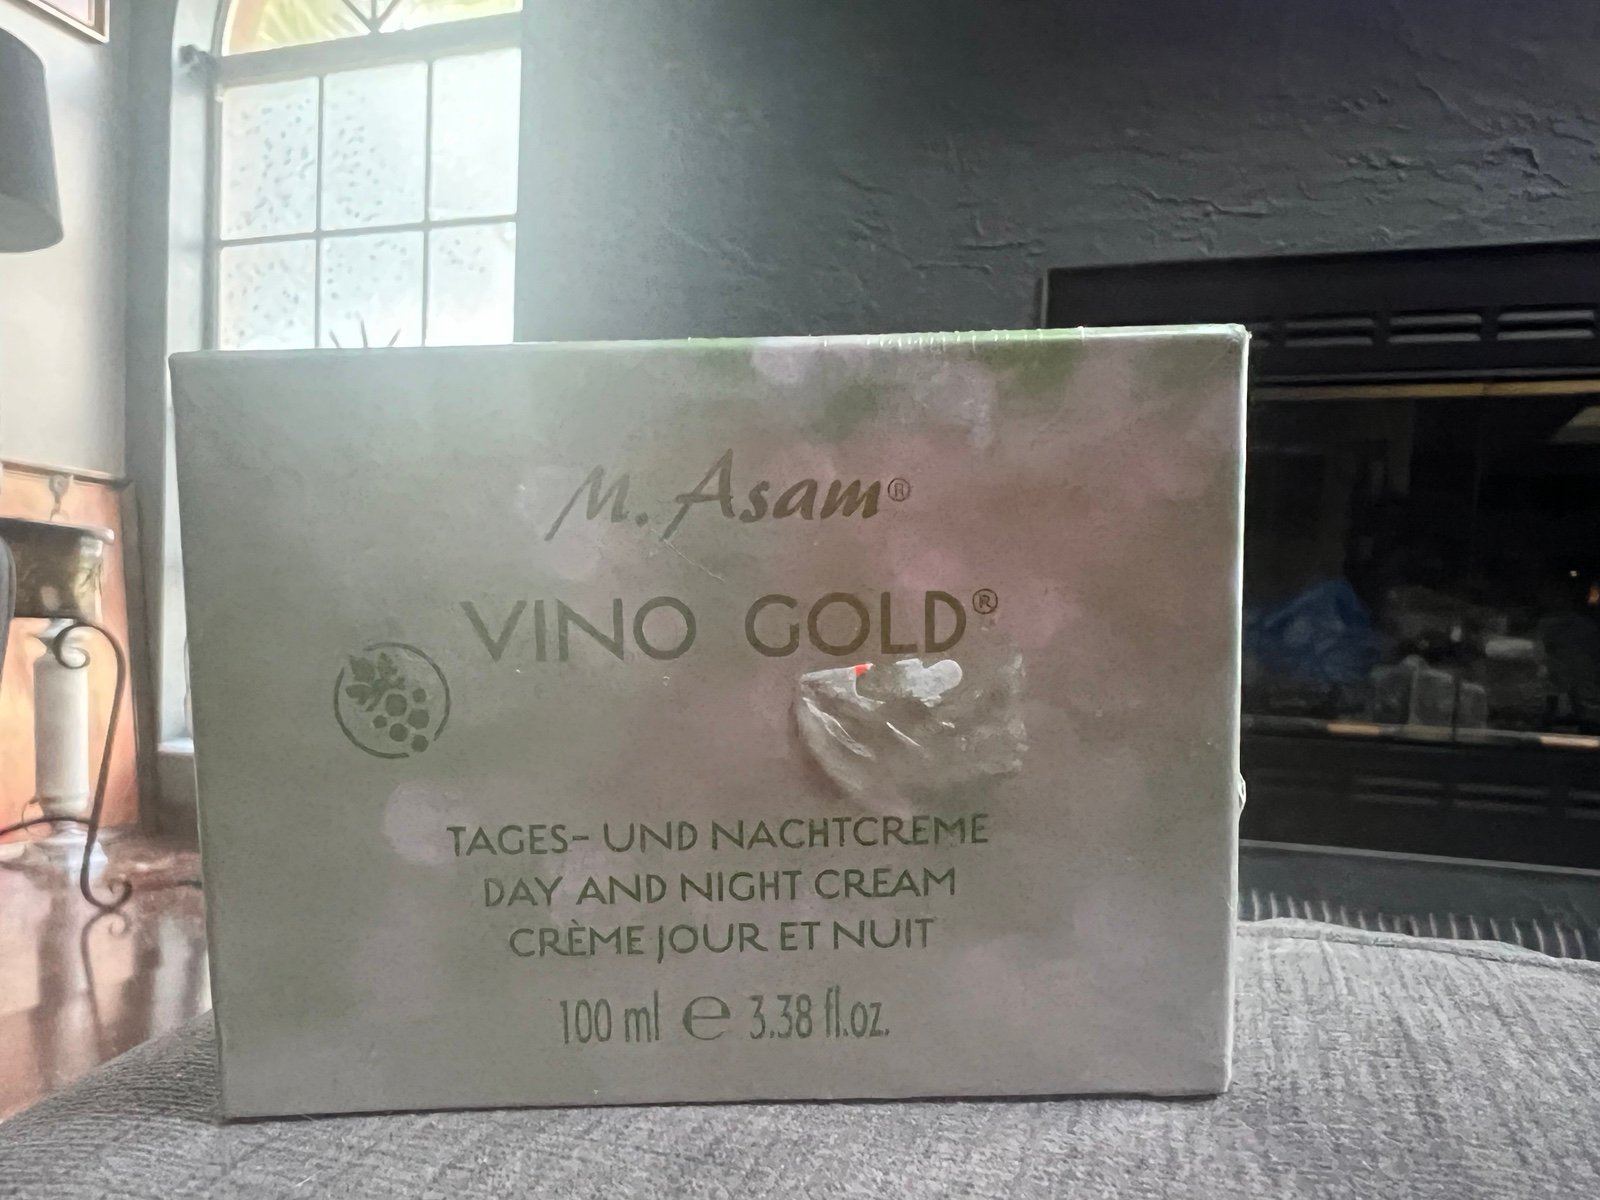 M. Asam®
VINO GOLD®
TAGES- UND NACHTCREME
DAY AND NIGHT CREAM
CRÈME JOUR ET NUIT
100 ml ℮ 3.38 fl.oz.